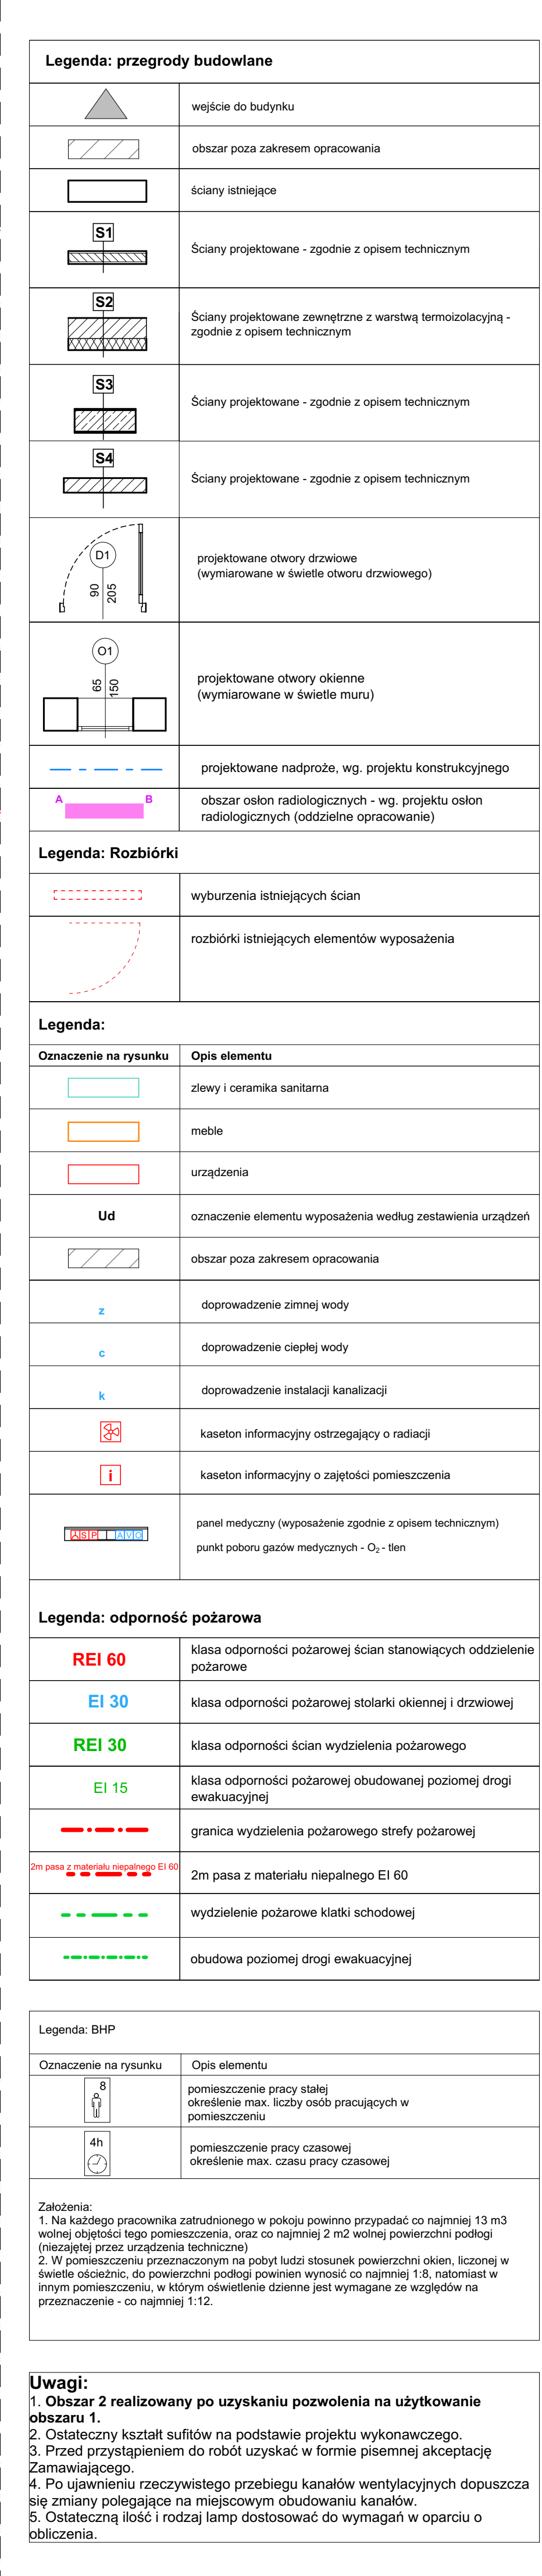 Legenda: przegrody budowlane
wejście do budynku
obszar poza zakresem opracowania
ściany istniejące
S1
Ściany projektowane - zgodnie z opisem technicznym
S2
Ściany projektowane zewnętrzne z warstwą termoizolacyjną -
zgodnie z opisem technicznym
S3
Ściany projektowane - zgodnie z opisem technicznym
S4
Ściany projektowane - zgodnie z opisem technicznym
D1
90
205
projektowane otwory drzwiowe
(wymiarowane w świetle otworu drzwiowego)
O1
65
150
projektowane otwory okienne
(wymiarowane w świetle muru)
projektowane nadproże, wg. projektu konstrukcyjnego
A B
obszar osłon radiologicznych - wg. projektu osłon
radiologicznych (oddzielne opracowanie)
Legenda: Rozbiórki
wyburzenia istniejących ścian
rozbiórki istniejących elementów wyposażenia
Legenda:
Oznaczenie na rysunku Opis elementu
zlewy i ceramika sanitarna
meble
urządzenia
Ud oznaczenie elementu wyposażenia według zestawienia urządzeń
obszar poza zakresem opracowania
z doprowadzenie zimnej wody
c doprowadzenie ciepłej wody
k doprowadzenie instalacji kanalizacji
kaseton informacyjny ostrzegający o radiacji
i kaseton informacyjny o zajętości pomieszczenia
S P A V O
panel medyczny (wyposażenie zgodnie z opisem technicznym)
punkt poboru gazów medycznych - O₂ - tlen
Legenda: odporność pożarowa
REI 60
klasa odporności pożarowej ścian stanowiących oddzielenie
pożarowe
EI 30 klasa odporności pożarowej stolarki okiennej i drzwiowej
REI 30 klasa odporności ścian wydzielenia pożarowego
EI 15
klasa odporności pożarowej obudowanej poziomej drogi
ewakuacyjnej
granica wydzielenia pożarowego strefy pożarowej
2m pasa z materiału niepalnego EI 60
2m pasa z materiału niepalnego EI 60
wydzielenie pożarowe klatki schodowej
obudowa poziomej drogi ewakuacyjnej
Legenda: BHP
Oznaczenie na rysunku Opis elementu
8
pomieszczenie pracy stałej
określenie max. liczby osób pracujących w
pomieszczeniu
4h
pomieszczenie pracy czasowej
określenie max. czasu pracy czasowej
Założenia:
1. Na każdego pracownika zatrudnionego w pokoju powinno przypadać co najmniej 13 m3
wolnej objętości tego pomieszczenia, oraz co najmniej 2 m2 wolnej powierzchni podłogi
(niezajętej przez urządzenia techniczne)
2. W pomieszczeniu przeznaczonym na pobyt ludzi stosunek powierzchni okien, liczonej w
świetle ościeżnic, do powierzchni podłogi powinien wynosić co najmniej 1:8, natomiast w
innym pomieszczeniu, w którym oświetlenie dzienne jest wymagane ze względów na
przeznaczenie - co najmniej 1:12.
Uwagi:
1. Obszar 2 realizowany po uzyskaniu pozwolenia na użytkowanie
obszaru 1.
2. Ostateczny kształt sufitów na podstawie projektu wykonawczego.
3. Przed przystąpieniem do robót uzyskać w formie pisemnej akceptację
Zamawiającego.
4. Po ujawnieniu rzeczywistego przebiegu kanałów wentylacyjnych dopuszcza
się zmiany polegające na miejscowym obudowaniu kanałów.
5. Ostateczną ilość i rodzaj lamp dostosować do wymagań w oparciu o
obliczenia.